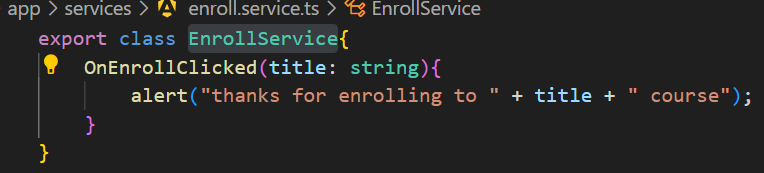 app > services > enroll.service.ts > EnrollService
export class EnrollService{
OnEnrollClicked(title: string){
alert("thanks for enrolling to " + title + " course");
}
}